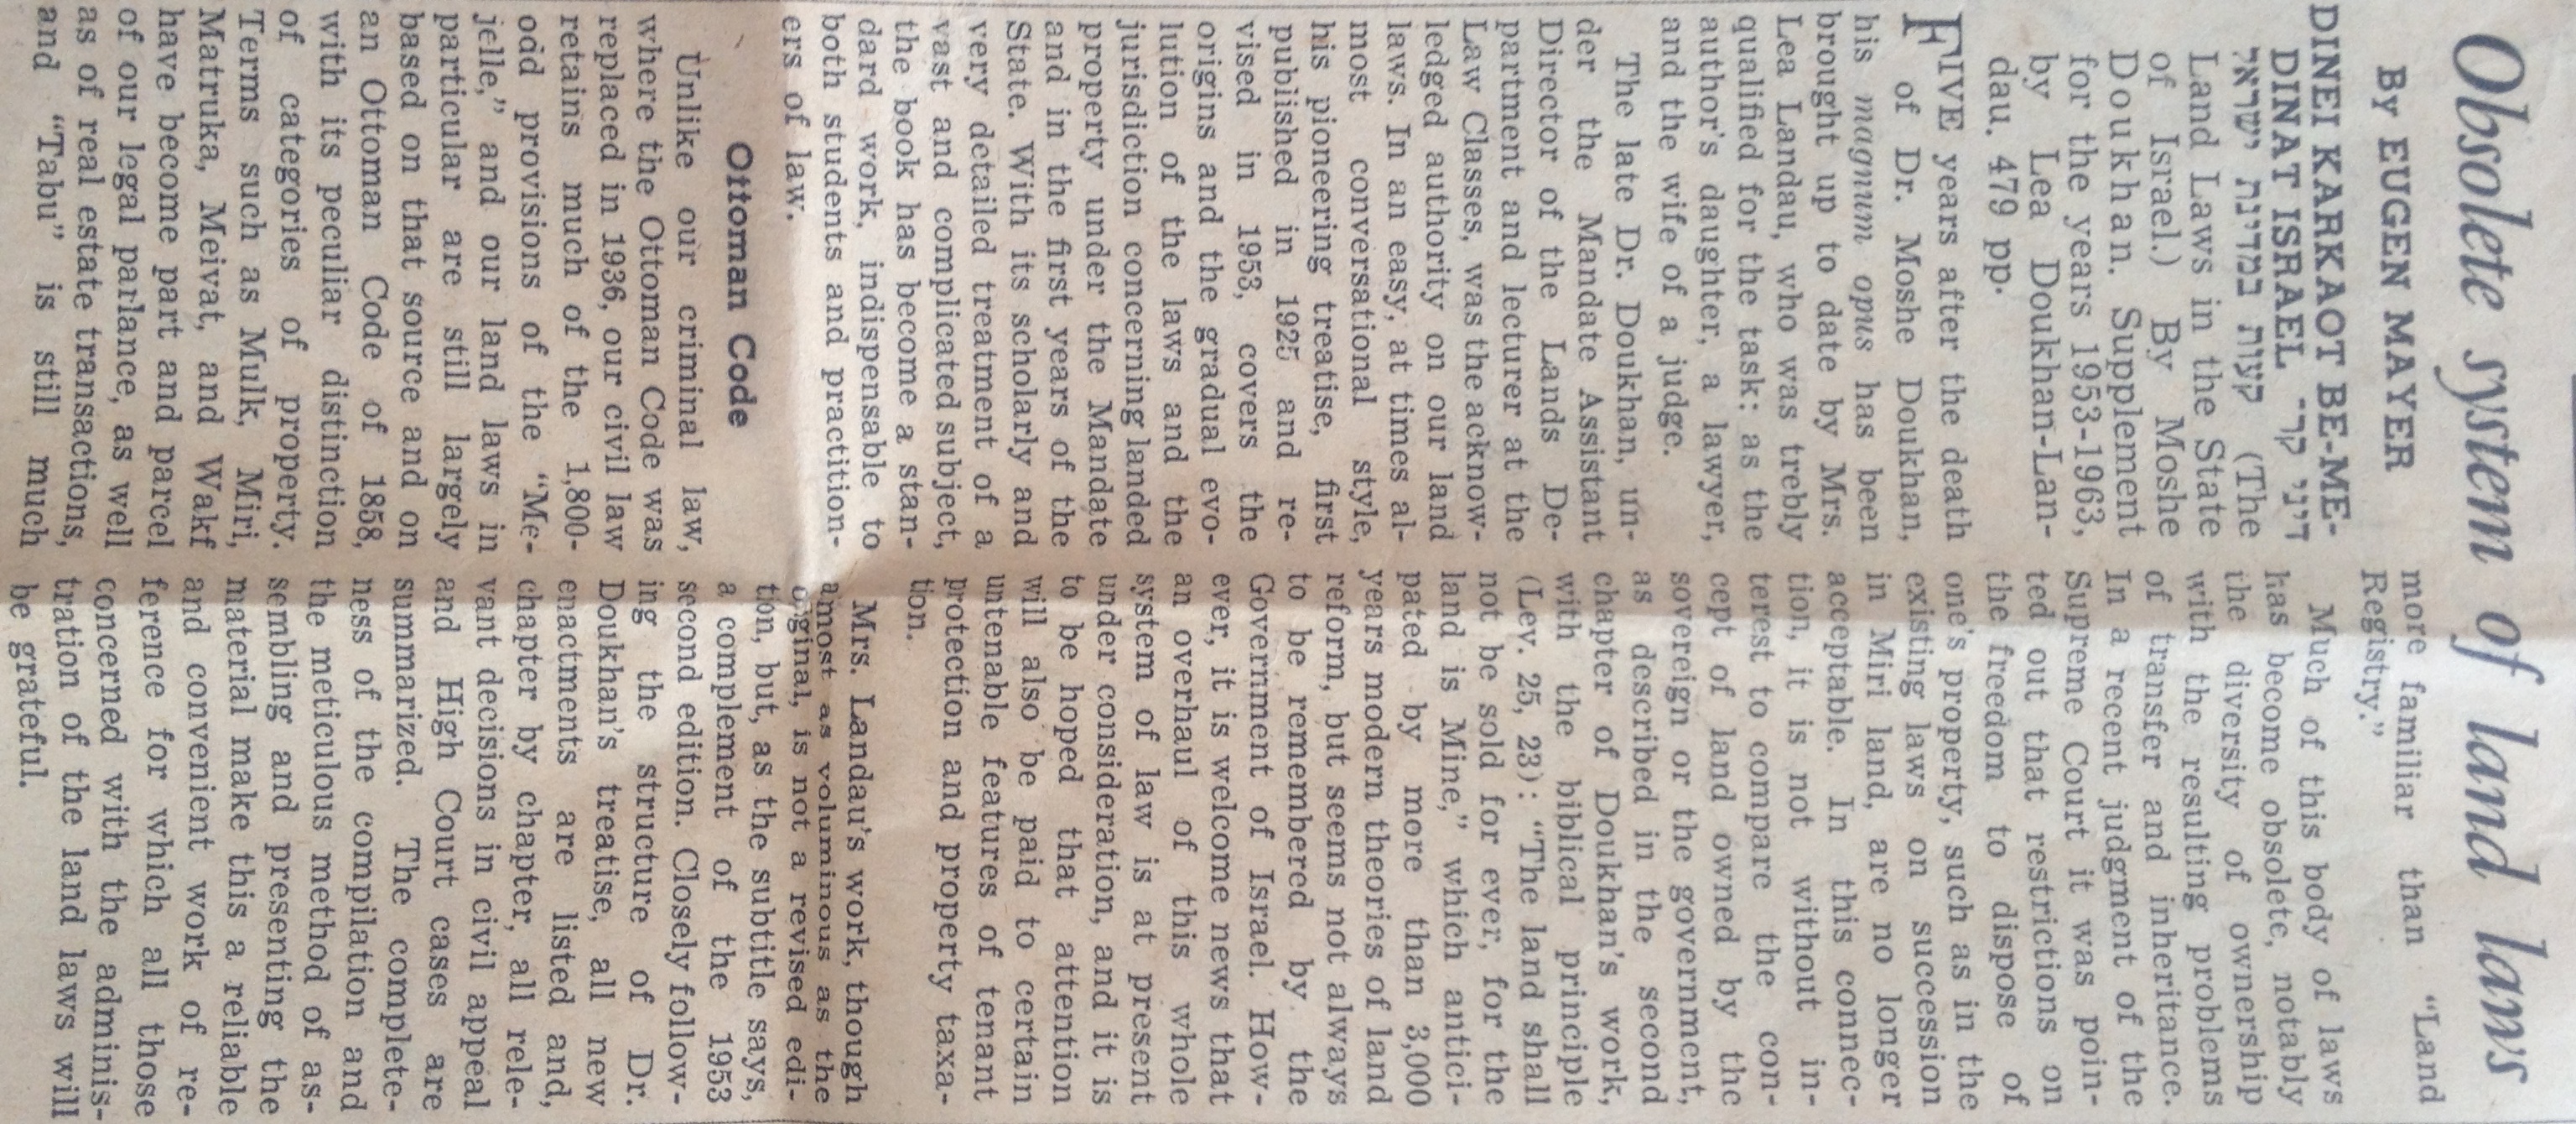 Obsolete system of land laws
By EUGEN MAYER
DINEI KARKAOT BE-ME-
DINAT ISRAEL דיני קר-
קעות במדינת ישראל (The
Land Laws in the State
of Israel.) By Moshe
Doukhan. Supplement
for the years 1953-1963,
by Lea Doukhan-Lan-
dau. 479 pp.
FIVE years after the death
of Dr. Moshe Doukhan,
his magnum opus has been
brought up to date by Mrs.
Lea Landau, who was trebly
qualified for the task: as the
author's daughter, a lawyer,
and the wife of a judge.
The late Dr. Doukhan, un-
der the Mandate Assistant
Director of the Lands De-
partment and lecturer at the
Law Classes, was the acknow-
ledged authority on our land
laws. In an easy, at times al-
most conversational style,
his pioneering treatise, first
published in 1925 and re-
vised in 1953, covers the
origins and the gradual evo-
lution of the laws and the
jurisdiction concerning landed
property under the Mandate
and in the first years of the
State. With its scholarly and
very detailed treatment of a
vast and complicated subject,
the book has become a stan-
dard work, indispensable to
both students and practition-
ers of law.
Ottoman Code
Unlike our criminal law,
where the Ottoman Code was
replaced in 1936, our civil law
retains much of the 1,800-
odd provisions of the "Me-
jelle," and our land laws in
particular are still largely
based on that source and on
an Ottoman Code of 1858,
with its peculiar distinction
of categories of property.
Terms such as Mulk, Miri,
Matruka, Meivat, and Wakf
have become part and parcel
of our legal parlance, as well
as of real estate transactions,
and "Tabu" is still much
more familiar than "Land
Registry."
Much of this body of laws
has become obsolete, notably
the diversity of ownership
with the resulting problems
of transfer and inheritance.
In a recent judgment of the
Supreme Court it was poin-
ted out that restrictions on
the freedom to dispose of
one's property, such as in the
existing laws on succession
in Miri land, are no longer
acceptable. In this connec-
tion, it is not without in-
terest to compare the con-
cept of land owned by the
sovereign or the government,
as described in the second
chapter of Doukhan's work,
with the biblical principle
(Lev. 25, 23): "The land shall
not be sold for ever, for the
land is Mine," which antici-
pated by more than 3,000
years modern theories of land
reform, but seems not always
to be remembered by the
Government of Israel. How-
ever, it is welcome news that
an overhaul of this whole
system of law is at present
under consideration, and it is
to be hoped that attention
will also be paid to certain
untenable features of tenant
protection and property taxa-
tion.
Mrs. Landau's work, though
amost as voluminous as the
original, is not a revised edi-
tion, but, as the subtitle says,
a complement of the 1953
second edition. Closely follow-
ing the structure of Dr.
Doukhan's treatise, all new
enactments are listed and,
chapter by chapter, all rele-
vant decisions in civil appeal
and High Court cases are
summarized. The complete-
ness of the compilation and
the meticulous method of as-
sembling and presenting the
material make this a reliable
and convenient work of re-
ference for which all those
concerned with the adminis-
tration of the land laws will
be grateful.